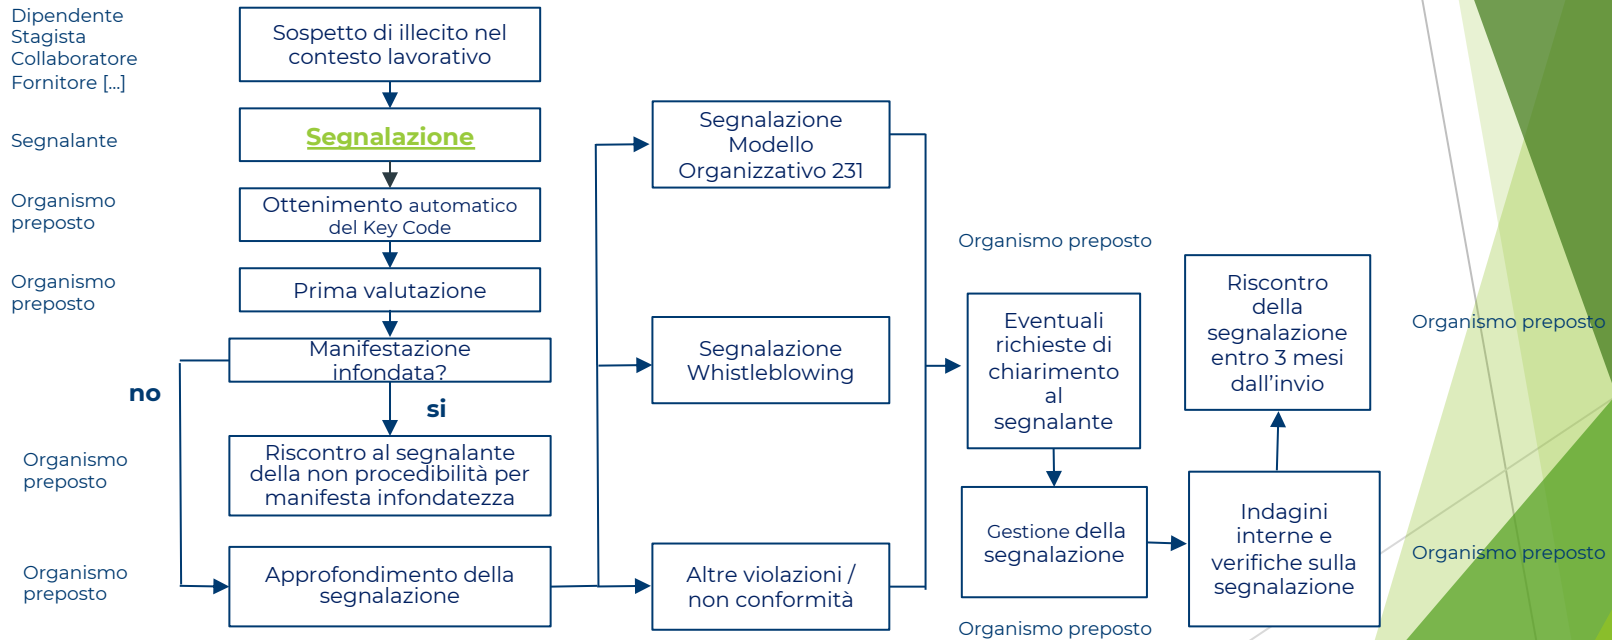 Dipendente
Stagista
Collaboratore
Fornitore [...]
Sospetto di illecito nel
contesto lavorativo
Segnalante
Segnalazione
Organismo
preposto
Ottenimento automatico
del Key Code
Organismo
preposto
Prima valutazione
Manifestazione
infondata?
no
si
Organismo
preposto
Riscontro al segnalante
della non procedibilità per
manifesta infondatezza
Organismo
preposto
Approfondimento della
segnalazione
Segnalazione
Modello
Organizzativo 231
Segnalazione
Whistleblowing
Altre violazioni /
non conformità
Organismo preposto
Eventuali
richieste di
chiarimento
al
segnalante
Gestione della
segnalazione
Organismo preposto
Riscontro
della
segnalazione
entro 3 mesi
dall'invio
Organismo preposto
Indagini
interne e
verifiche sulla
segnalazione
Organismo preposto